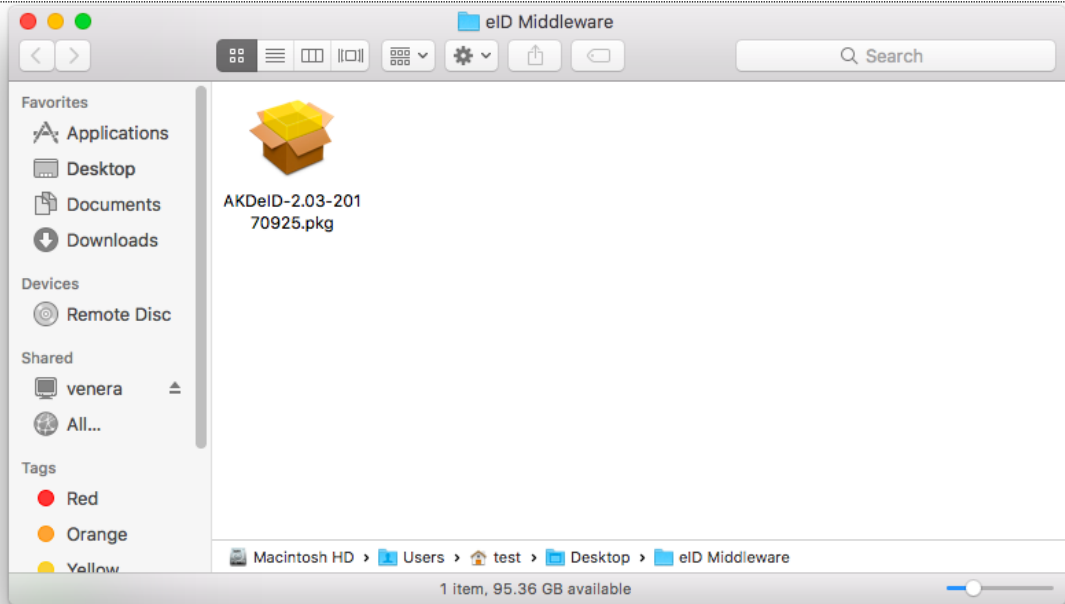 eID Middleware
Search
Favorites
Applications
Desktop
Documents
Downloads
Devices
Remote Disc
Shared
venera
All...
Tags
Red
Orange
Yellow
AKDeID-2.03-201
70925.pkg
Macintosh HD › Users › test › Desktop › eID Middleware
1 item, 95.36 GB available